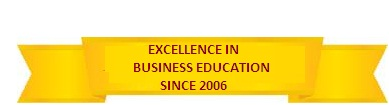 EXCELLENCE IN
BUSINESS EDUCATION
SINCE 2006